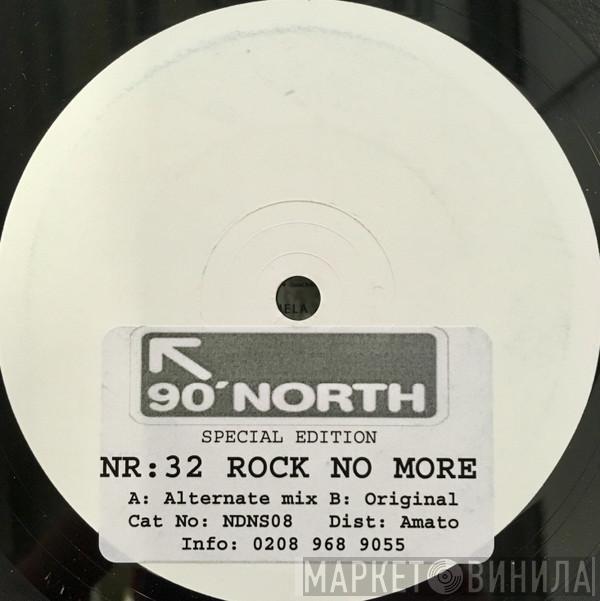 90´NORTH
SPECIAL EDITION
NR:32 ROCK NO MORE
A: Alternate mix B: Original
Cat No: NDNS08 Dist: Amato
Info: 0208 968 9055
МАРКЕТ ВИНИЛА